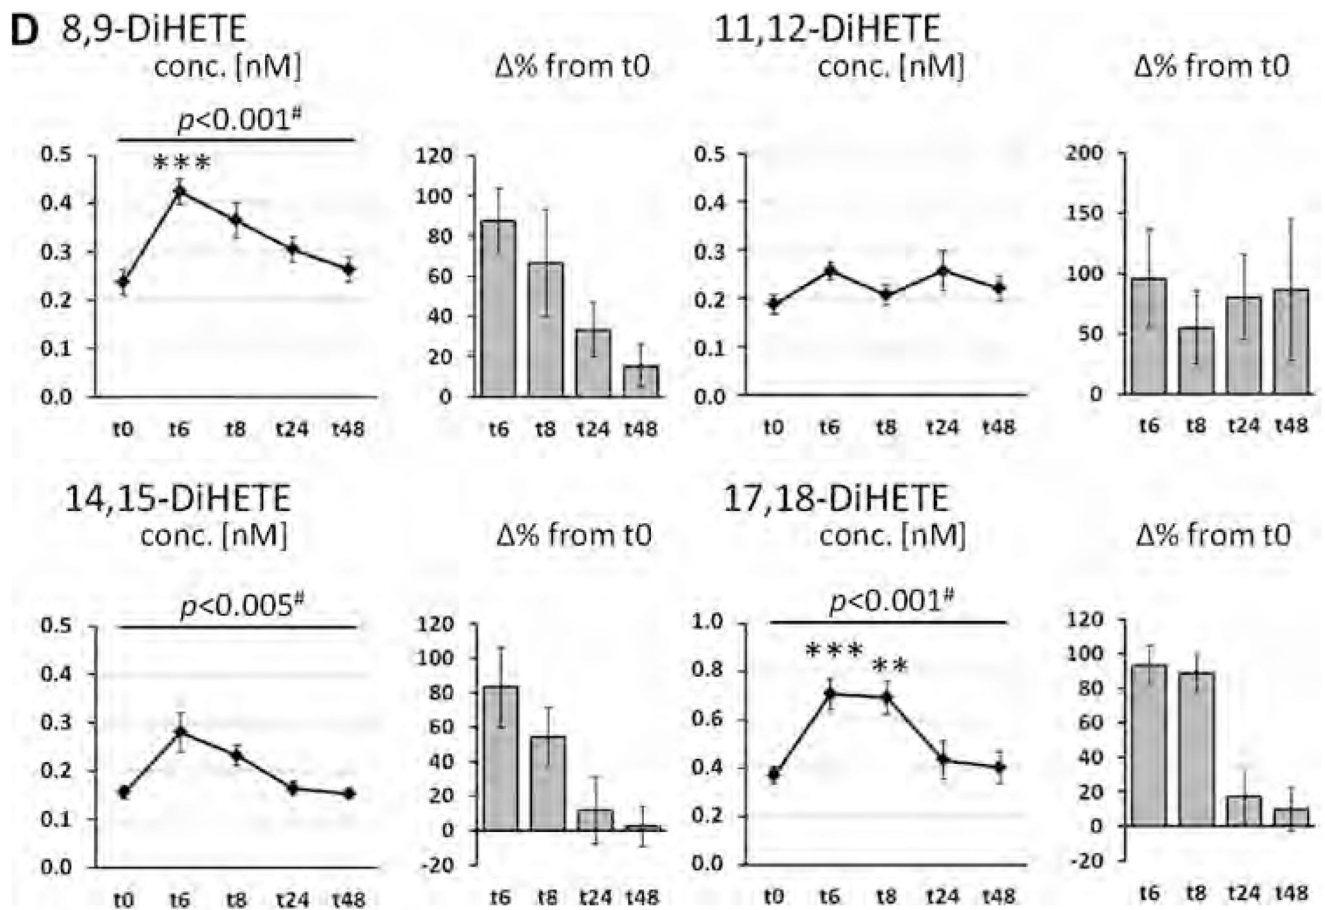 D 8,9-DiHETE
conc. [nM]
Δ% from t0
p<0.001#
***
0.5
0.4
0.3
0.2
0.1
0.0
t0 t6 t8 t24 t48
120
100
80
60
40
20
0
t6 t8 t24 t48
11,12-DiHETE
conc. [nM]
Δ% from t0
0.5
0.4
0.3
0.2
0.1
0.0
t0 t6 t8 t24 t48
200
150
100
50
0
t6 t8 t24 t48
14,15-DiHETE
conc. [nM]
Δ% from t0
p<0.005#
0.5
0.4
0.3
0.2
0.1
0.0
t0 t6 t8 t24 t48
120
100
80
60
40
20
0
-20
t6 t8 t24 t48
17,18-DiHETE
conc. [nM]
Δ% from t0
p<0.001#
*** **
1.0
0.8
0.6
0.4
0.2
0.0
t0 t6 t8 t24 t48
120
100
80
60
40
20
0
-20
t6 t8 t24 t48